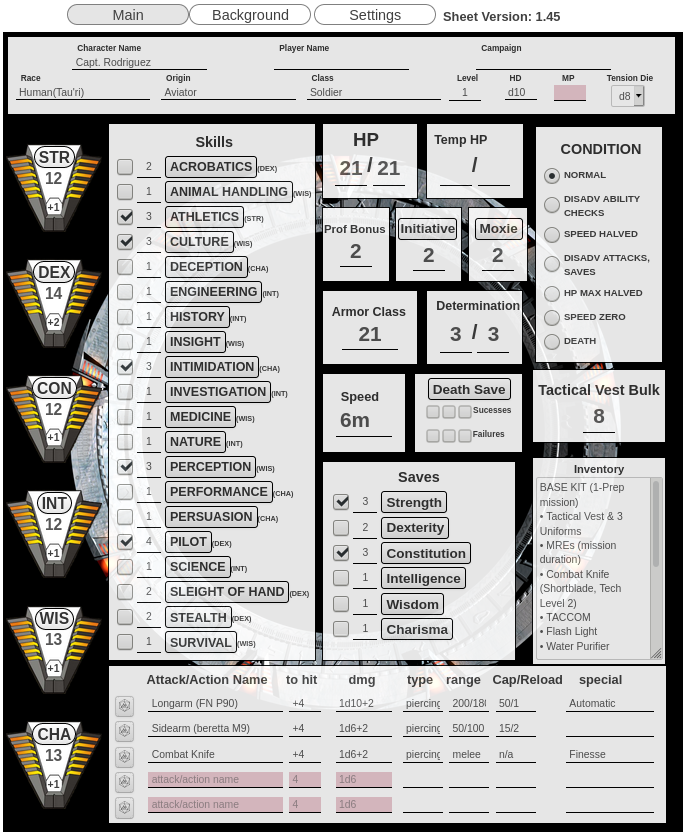 Main Background Settings Sheet Version: 1.45
Character Name Player Name Campaign
Capt. Rodriguez
Race Origin Class Level HD MP Tension Die
Human(Tau'ri) Aviator Soldier 1 d10 d8
STR
12
+1
DEX
14
+2
CON
12
+1
INT
12
+1
WIS
13
+1
CHA
13
+1
Skills
2 ACROBATICS (DEX)
1 ANIMAL HANDLING (WIS)
3 ATHLETICS (STR)
3 CULTURE (WIS)
1 DECEPTION (CHA)
1 ENGINEERING (INT)
1 HISTORY (INT)
1 INSIGHT (WIS)
3 INTIMIDATION (CHA)
1 INVESTIGATION (INT)
1 MEDICINE (WIS)
1 NATURE (INT)
3 PERCEPTION (WIS)
1 PERFORMANCE (CHA)
1 PERSUASION (CHA)
4 PILOT (DEX)
1 SCIENCE (INT)
2 SLEIGHT OF HAND (DEX)
2 STEALTH (DEX)
1 SURVIVAL (WIS)
HP
21 / 21
Temp HP
/
Prof Bonus
2
Initiative
2
Moxie
2
Armor Class
21
Determination
3 / 3
Speed
6m
Death Save
Sucesses
Failures
Saves
3 Strength
2 Dexterity
3 Constitution
1 Intelligence
1 Wisdom
1 Charisma
CONDITION
NORMAL
DISADV ABILITY
CHECKS
SPEED HALVED
DISADV ATTACKS,
SAVES
HP MAX HALVED
SPEED ZERO
DEATH
Tactical Vest Bulk
8
Inventory
BASE KIT (1-Prep
mission)
• Tactical Vest & 3
Uniforms
• MREs (mission
duration)
• Combat Knife
(Shortblade, Tech
Level 2)
• TACCOM
• Flash Light
• Water Purifier
Attack/Action Name to hit dmg type range Cap/Reload special
Longarm (FN P90) +4 1d10+2 piercing 200/180 50/1 Automatic
Sidearm (beretta M9) +4 1d6+2 piercing 50/100 15/2
Combat Knife +4 1d6+2 piercing melee n/a Finesse
attack/action name 4 1d6
attack/action name 4 1d6